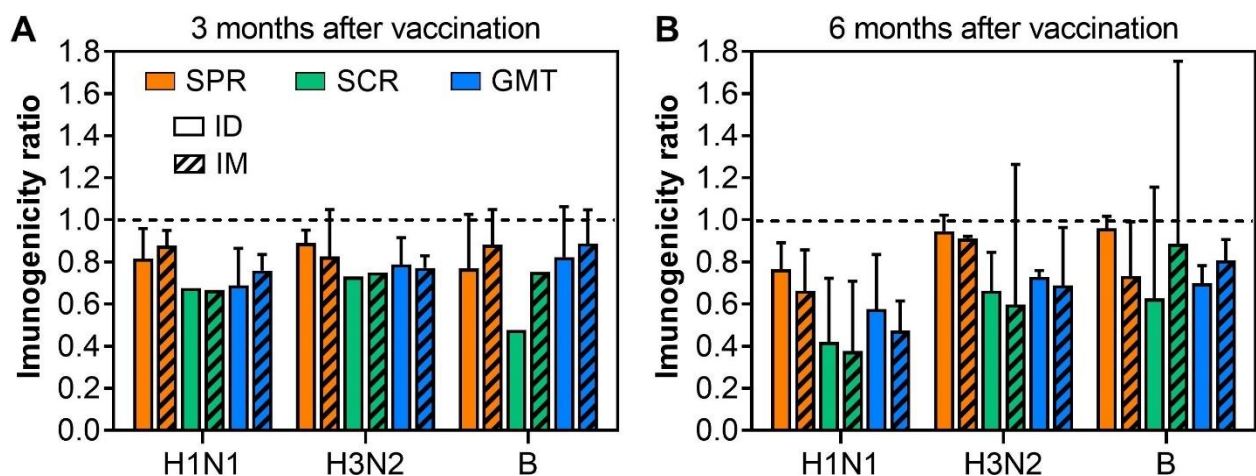 A
3 months after vaccination
Imunogenicity ratio
1.8
1.6
1.4
1.2
1.0
0.8
0.6
0.4
0.2
0.0
SPR SCR GMT
ID
IM
H1N1 H3N2 B
B
6 months after vaccination
Imunogenicity ratio
1.8
1.6
1.4
1.2
1.0
0.8
0.6
0.4
0.2
0.0
H1N1 H3N2 B